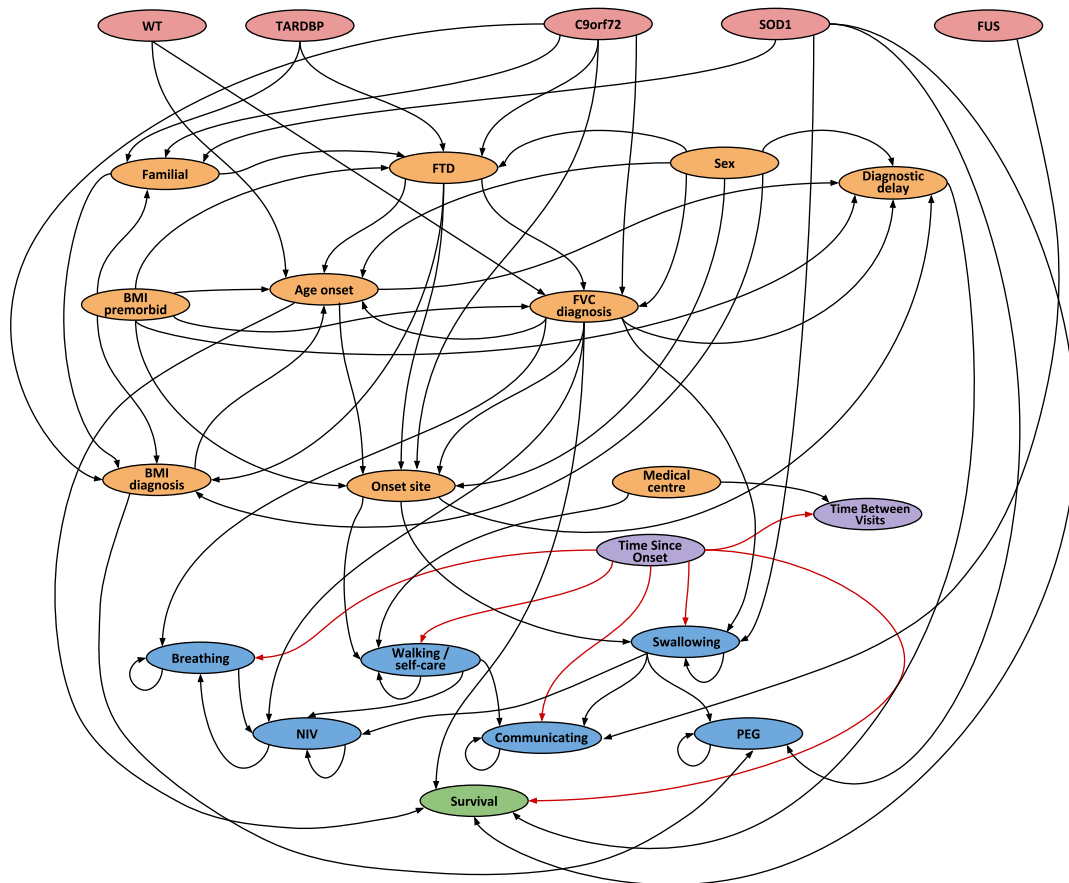 WT
TARDBP
C9orf72
SOD1
FUS
Familial
FTD
Sex
Diagnostic
delay
BMI
premorbid
Age onset
FVC
diagnosis
BMI
diagnosis
Onset site
Medical
centre
Time Between
Visits
Time Since
Onset
Breathing
Walking /
self-care
Swallowing
NIV
Communicating
PEG
Survival